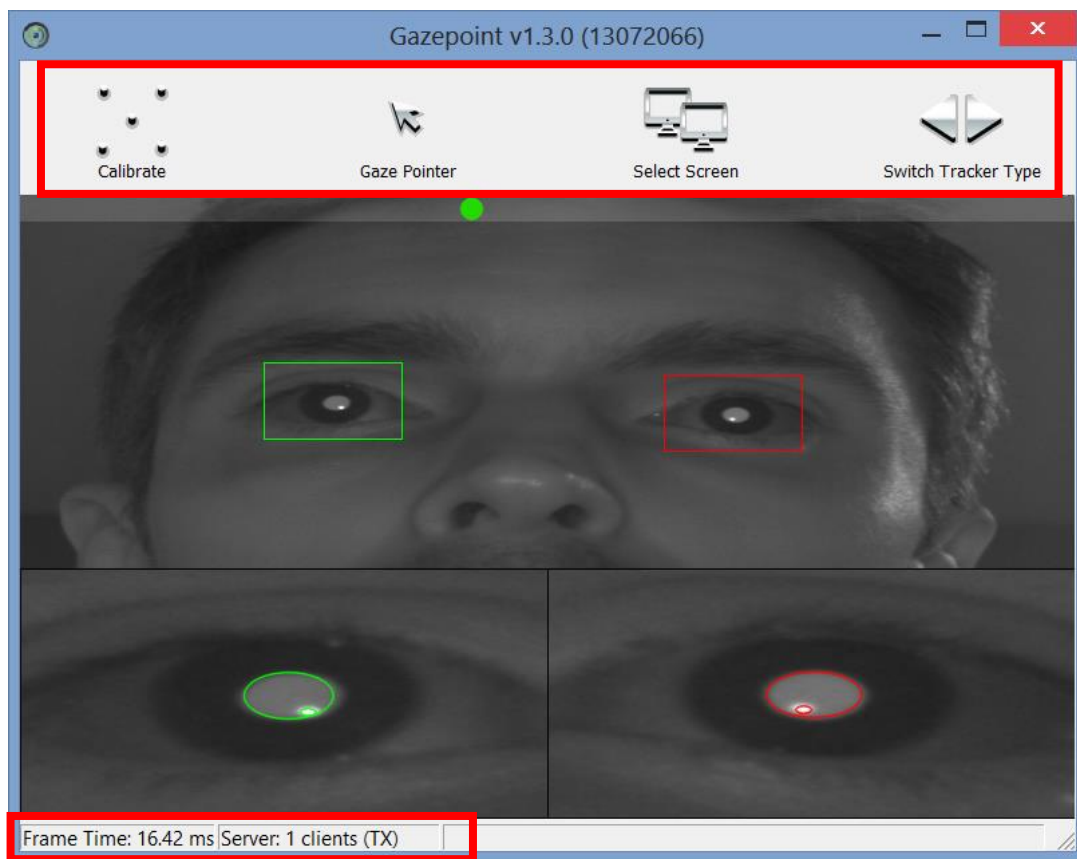 Gazepoint v1.3.0 (13072066)
Calibrate
Gaze Pointer
Select Screen
Switch Tracker Type
Frame Time: 16.42 ms
Server: 1 clients (TX)